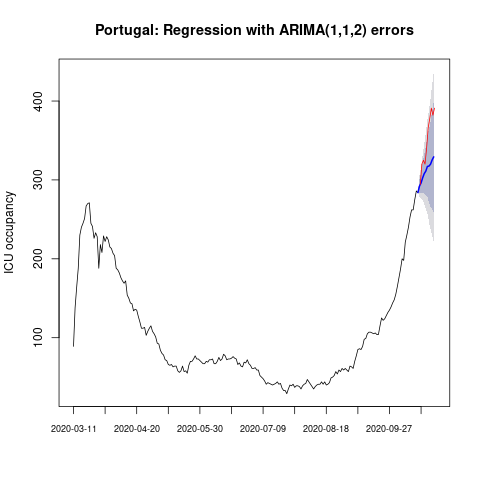 Portugal: Regression with ARIMA(1,1,2) errors
ICU occupancy
400
300
200
100
2020-03-11 2020-04-20 2020-05-30 2020-07-09 2020-08-18 2020-09-27